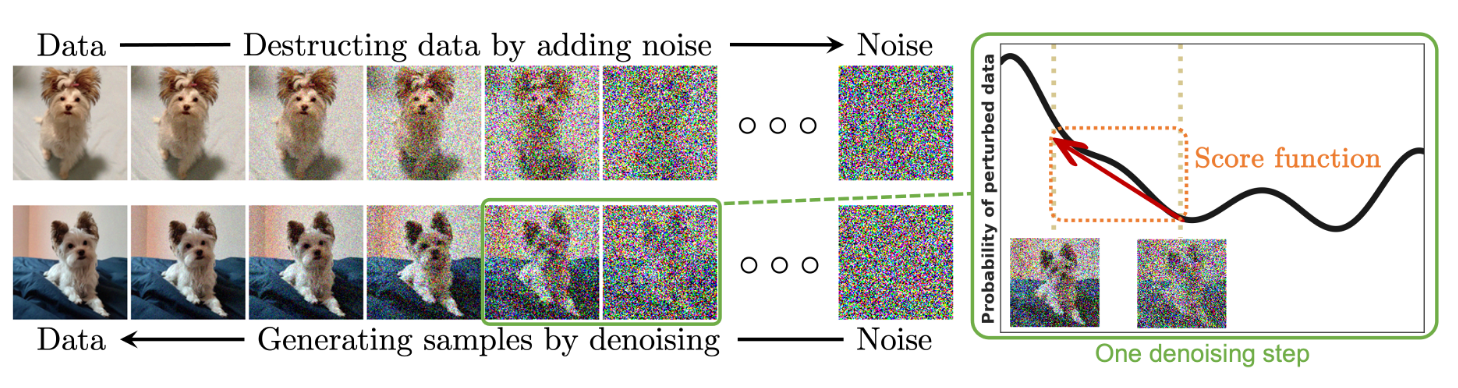 Data
Destructing data by adding noise
Noise
Data
Generating samples by denoising
Noise
Probability of perturbed data
Score function
One denoising step